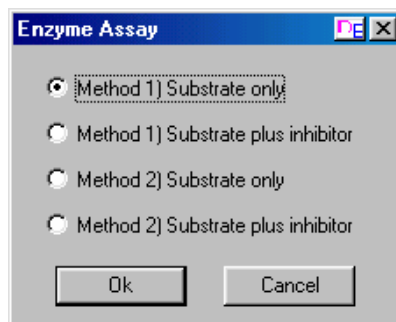 Enzyme Assay DE
Method 1) Substrate only
Method 1) Substrate plus inhibitor
Method 2) Substrate only
Method 2) Substrate plus inhibitor
Ok Cancel